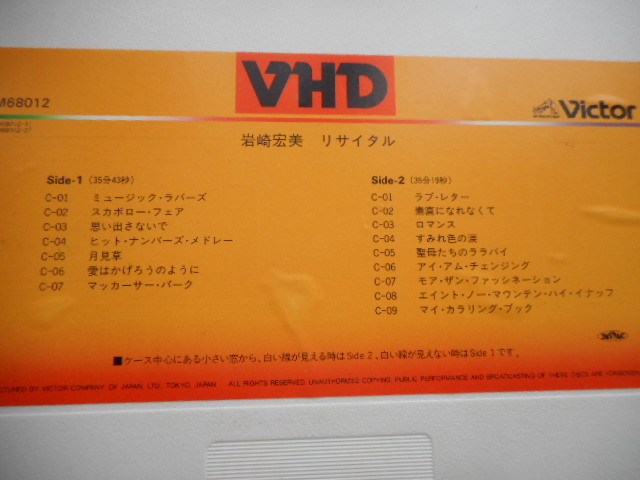 VHD
M68012
Victor
岩崎宏美 リサイタル
Side-1 (35分43秒)
C-01 ミュージック・ラバーズ
C-02 スカボロー・フェア
C-03 思い出さないで
C-04 ヒット・ナンバーズ・メドレー
C-05 月見草
C-06 愛はかげろうのように
C-07 マッカーサー・パーク
Side-2 (35分19秒)
C-01 ラブ・レター
C-02 素直になれなくて
C-03 ロマンス
C-04 すみれ色の涙
C-05 聖母たちのララバイ
C-06 アイ・アム・チェンジング
C-07 モア・ザン・ファッシネーション
C-08 エイント・ノー・マウンテン・ハイ・イナッフ
C-09 マイ・カラリング・ブック
■ケース中心にある小さい窓から、白い線が見える時はSide 2、白い線が見えない時はSide 1です。
CTURED BY VICTOR COMPANY OF JAPAN, LTD. TOKYO, JAPAN ALL RIGHTS RESERVED. UNAUTHORIZED COPYING, PUBLIC PERFORMANCE AND BROADCASTING OF THESE DISCS ARE FORBIDDEN